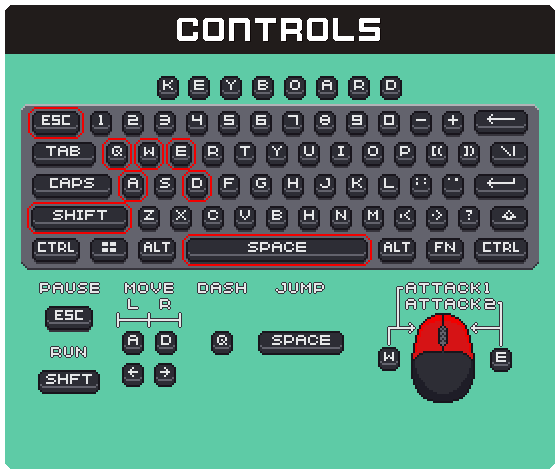 CONTROLS
KEYBOARD
ESC 1 2 3 4 5 6 7 8 9 0 - + ←
TAB Q W E R T Y U I O P [( ]) \|
CAPS A S D F G H J K L :; '" ↵
SHIFT Z X C V B H N M ,< .> ? ⇧
CTRL ALT SPACE ALT FN CTRL
PAUSE MOVE DASH JUMP ATTACK1
L R ATTACK2
ESC A D Q SPACE W E
RUN
SHFT ← →